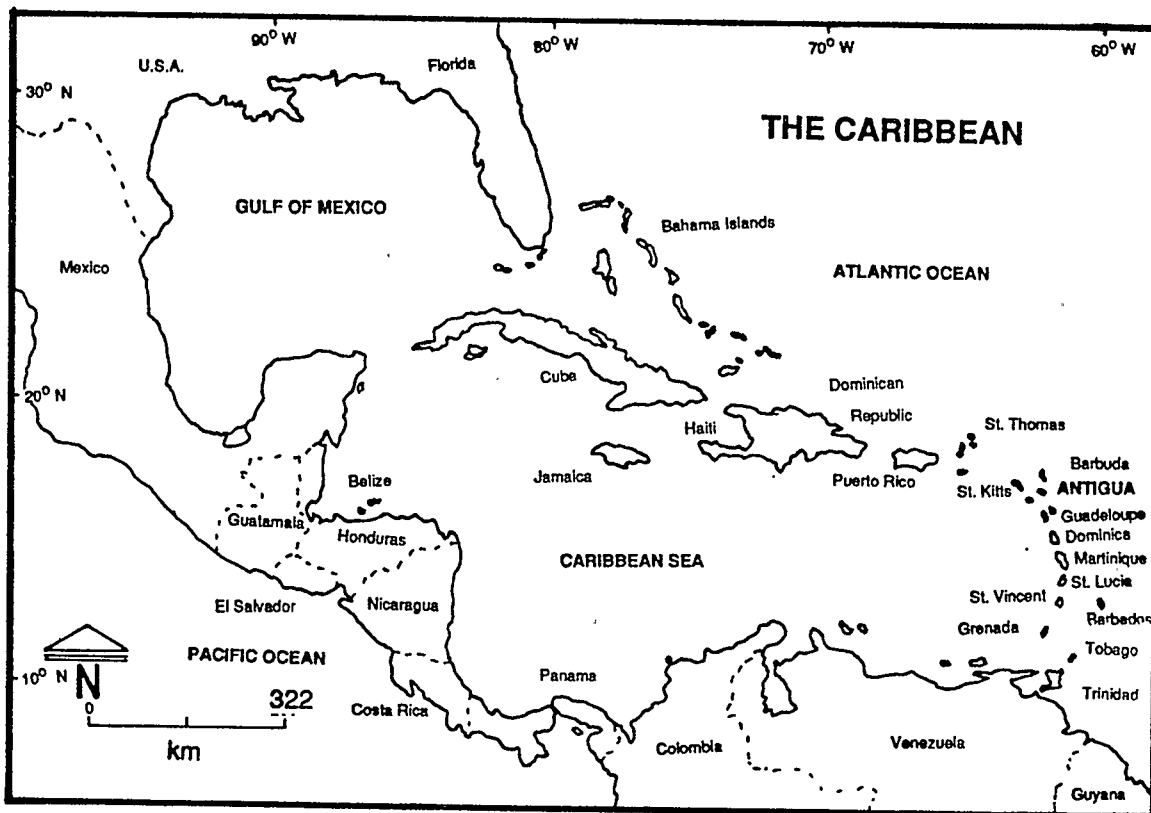 90° W
80° W
70° W
60° W
U.S.A.
Florida
30° N
THE CARIBBEAN
GULF OF MEXICO
Bahama Islands
Mexico
ATLANTIC OCEAN
Cuba
Dominican
Republic
20° N
Haiti
St. Thomas
Jamaica
Puerto Rico
Barbuda
St. Kitts
ANTIGUA
Belize
Guadeloupe
Guatamala
Honduras
Dominica
CARIBBEAN SEA
Martinique
St. Lucia
El Salvador
Nicaragua
St. Vincent
Barbados
Grenada
PACIFIC OCEAN
Tobago
10° N
N
Panama
Trinidad
0
322
Costa Rica
km
Colombia
Venezuela
Guyana